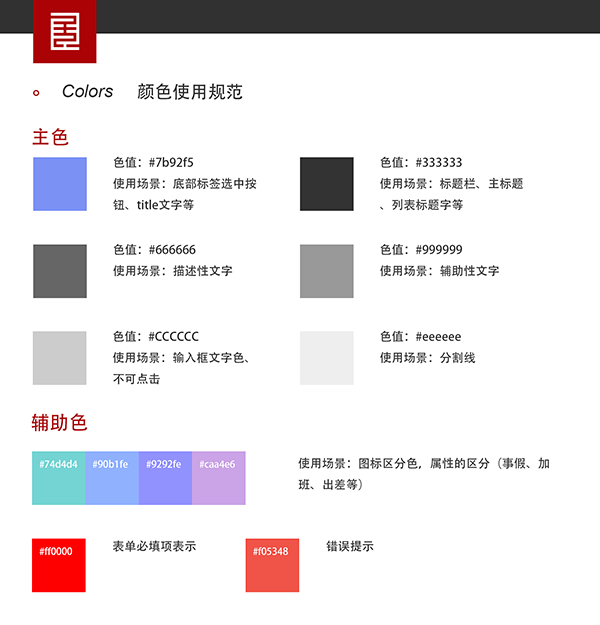 Colors 颜色使用规范
主色
色值：#7b92f5
使用场景：底部标签选中按
钮、title文字等
色值：#333333
使用场景：标题栏、主标题
、列表标题字等
色值：#666666
使用场景：描述性文字
色值：#999999
使用场景：辅助性文字
色值：#CCCCCC
使用场景：输入框文字色、
不可点击
色值：#eeeeee
使用场景：分割线
辅助色
#74d4d4 #90b1fe #9292fe #caa4e6
使用场景：图标区分色，属性的区分（事假、加
班、出差等）
#ff0000
表单必填项表示
#f05348
错误提示